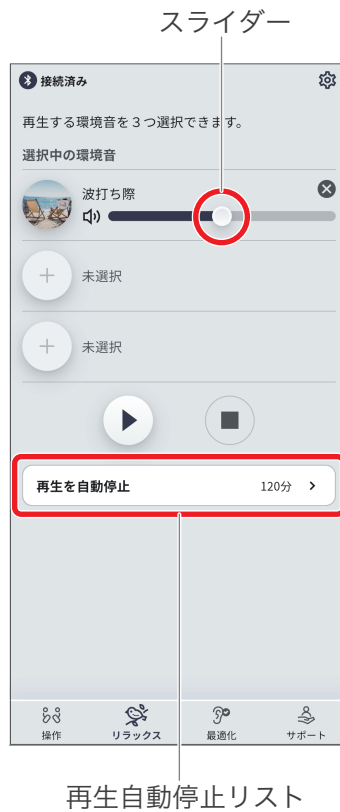 スライダー
接続済み
再生する環境音を3つ選択できます。
選択中の環境音
波打ち際
未選択
未選択
再生を自動停止 120分
操作 リラックス 最適化 サポート
再生自動停止リスト